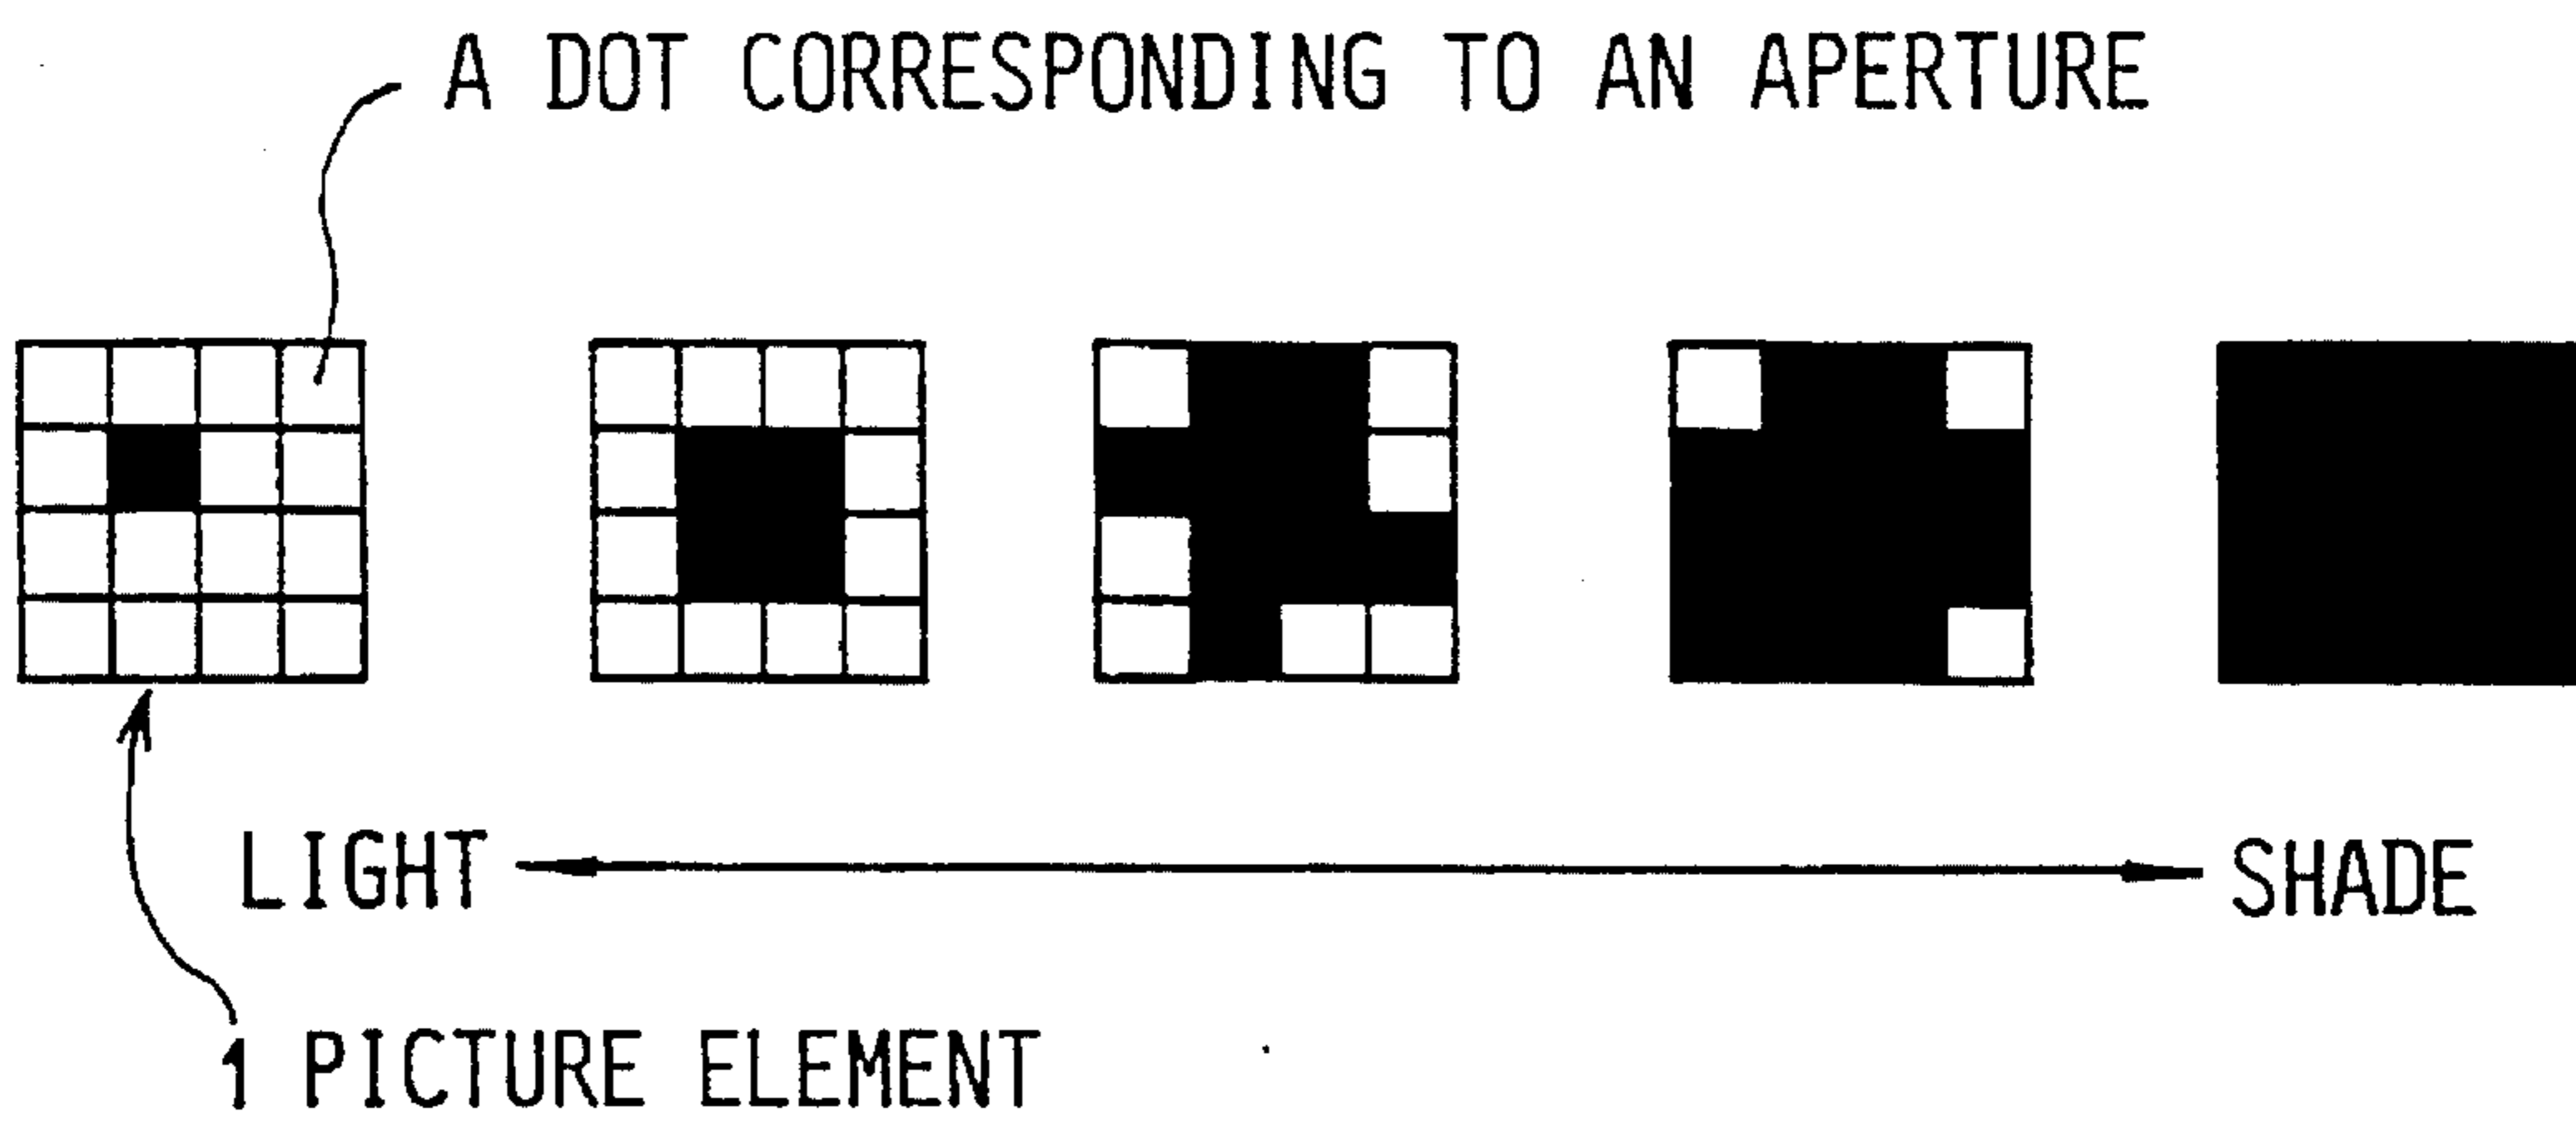 A DOT CORRESPONDING TO AN APERTURE
LIGHT
SHADE
1 PICTURE ELEMENT